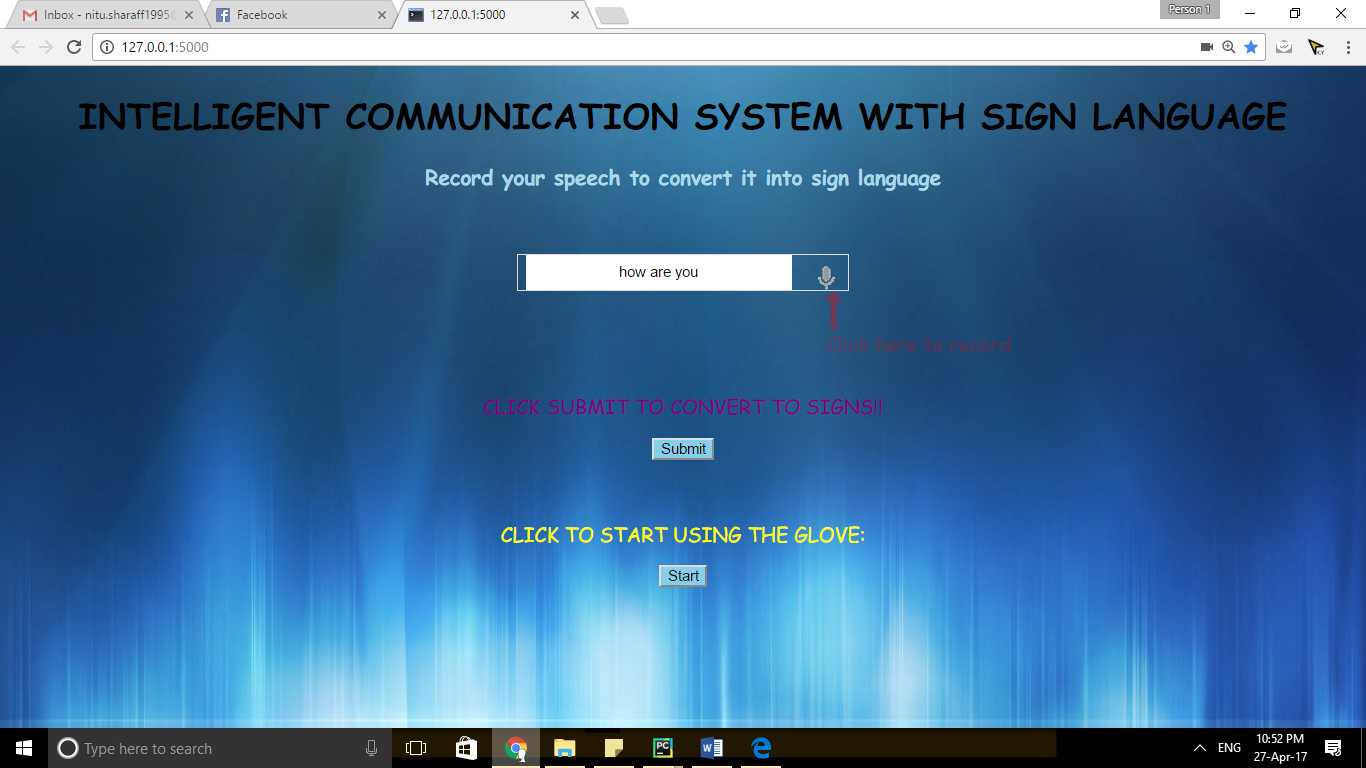 Inbox - nitu.sharaff1995@
Facebook
127.0.0.1:5000
Person 1
127.0.0.1:5000
INTELLIGENT COMMUNICATION SYSTEM WITH SIGN LANGUAGE
Record your speech to convert it into sign language
how are you
Click here to record
CLICK SUBMIT TO CONVERT TO SIGNS!!
Submit
CLICK TO START USING THE GLOVE:
Start
Type here to search
PC
W
ENG
10:52 PM
27-Apr-17